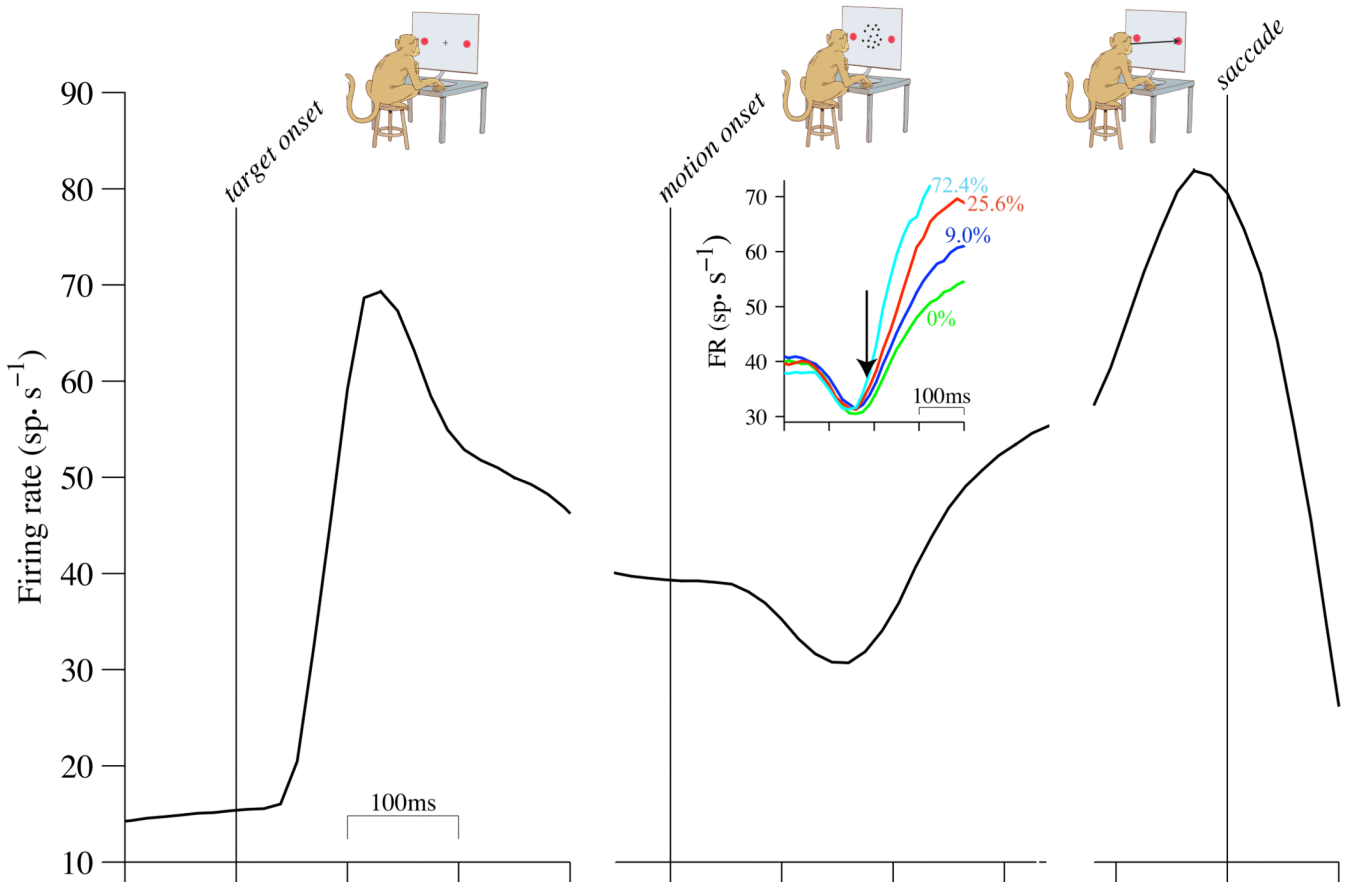 target onset
motion onset
saccade
Firing rate (sp• s⁻¹)
90
80
70
60
50
40
30
20
10
100ms
FR (sp• s⁻¹)
70
60
50
40
30
72.4%
25.6%
9.0%
0%
100ms